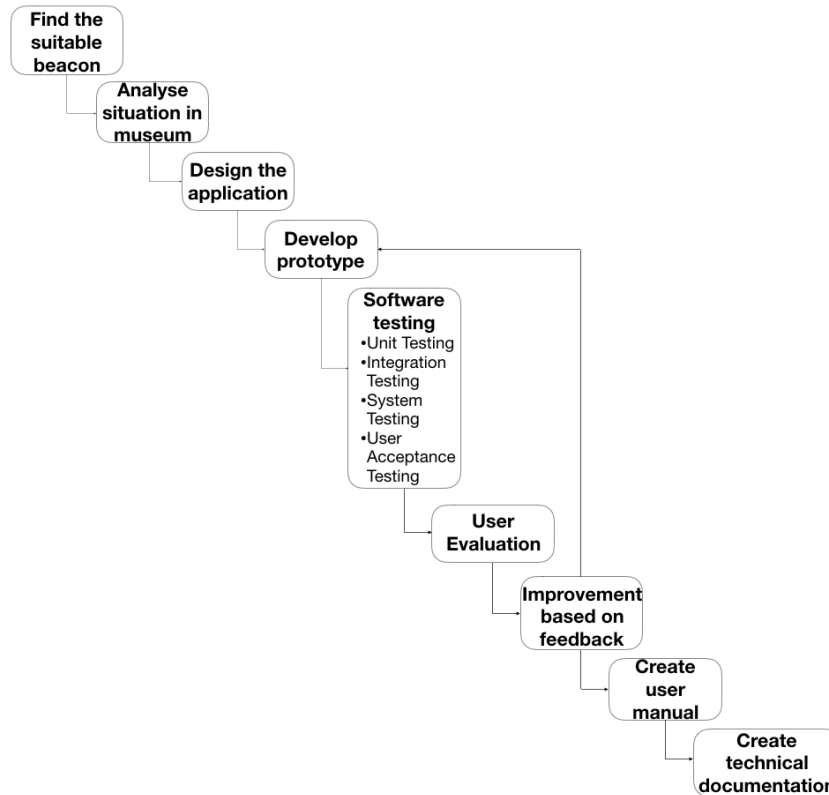 Find the
suitable
beacon
Analyse
situation in
museum
Design the
application
Develop
prototype
Software
testing
•Unit Testing
•Integration
Testing
•System
Testing
•User
Acceptance
Testing
User
Evaluation
Improvement
based on
feedback
Create
user
manual
Create
technical
documentation